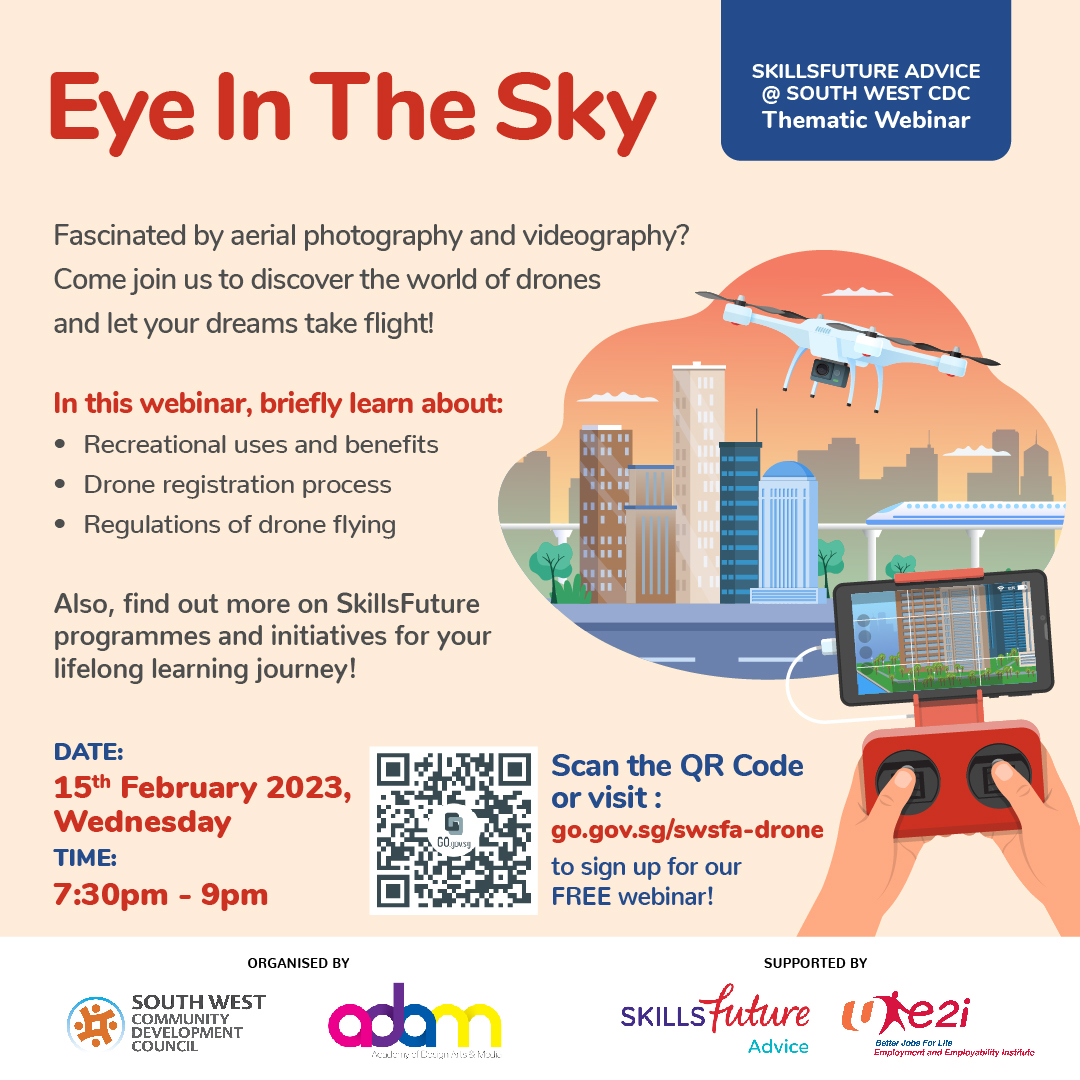 Eye In The Sky
SKILLSFUTURE ADVICE
@ SOUTH WEST CDC
Thematic Webinar
Fascinated by aerial photography and videography?
Come join us to discover the world of drones
and let your dreams take flight!
In this webinar, briefly learn about:
• Recreational uses and benefits
• Drone registration process
• Regulations of drone flying
Also, find out more on SkillsFuture
programmes and initiatives for your
lifelong learning journey!
DATE:
15th February 2023,
Wednesday
TIME:
7:30pm - 9pm
GO.gov.sg
Scan the QR Code
or visit :
go.gov.sg/swsfa-drone
to sign up for our
FREE webinar!
ORGANISED BY
SOUTH WEST
COMMUNITY
DEVELOPMENT
COUNCIL
adam
Academy of Design Arts & Media
SUPPORTED BY
SKILLSfuture
Advice
e2i
Better Jobs For Life
Employment and Employability Institute